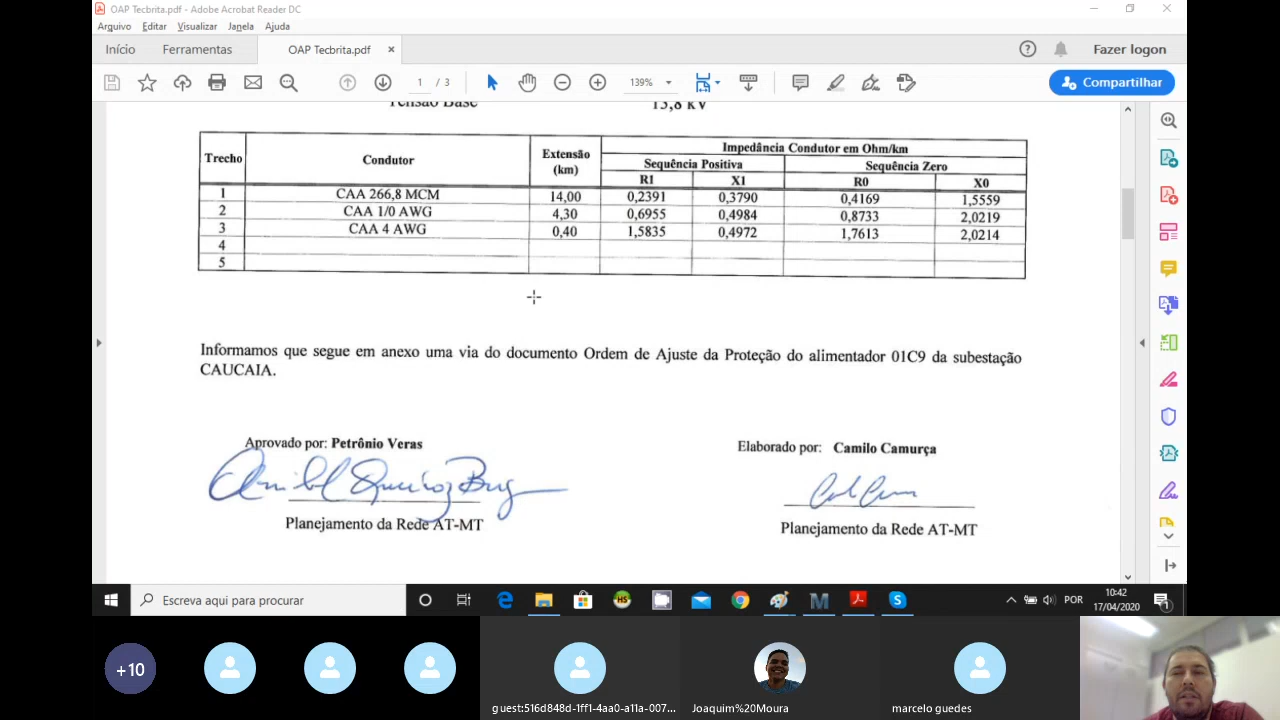 OAP Tecbrita.pdf - Adobe Acrobat Reader DC
Arquivo Editar Visualizar Janela Ajuda
Início Ferramentas OAP Tecbrita.pdf × Fazer logon
1 / 3 139% Compartilhar
Tensão Base 13,8 kV
Trecho Condutor Extensão (km) Impedância Condutor em Ohm/km
Sequência Positiva Sequência Zero
R1 X1 R0 X0
1 CAA 266,8 MCM 14,00 0,2391 0,3790 0,4169 1,5559
2 CAA 1/0 AWG 4,30 0,6955 0,4984 0,8733 2,0219
3 CAA 4 AWG 0,40 1,5835 0,4972 1,7613 2,0214
4
5
Informamos que segue em anexo uma via do documento Ordem de Ajuste da Proteção do alimentador 01C9 da subestação
CAUCAIA.
Aprovado por: Petrônio Veras Elaborado por: Camilo Camurça
Planejamento da Rede AT-MT Planejamento da Rede AT-MT
Escreva aqui para procurar POR 10:42
17/04/2020
+10
guest:516d848d-1ff1-4aa0-a11a-007... Joaquim%20Moura marcelo guedes